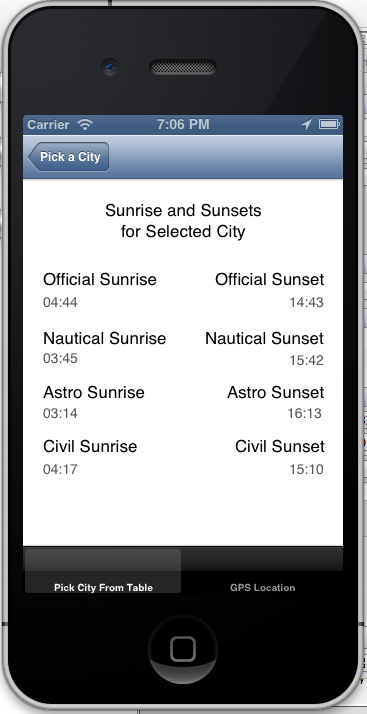 Carrier 7:06 PM
Pick a City
Sunrise and Sunsets
for Selected City
Official Sunrise Official Sunset
04:44 14:43
Nautical Sunrise Nautical Sunset
03:45 15:42
Astro Sunrise Astro Sunset
03:14 16:13
Civil Sunrise Civil Sunset
04:17 15:10
Pick City From Table GPS Location